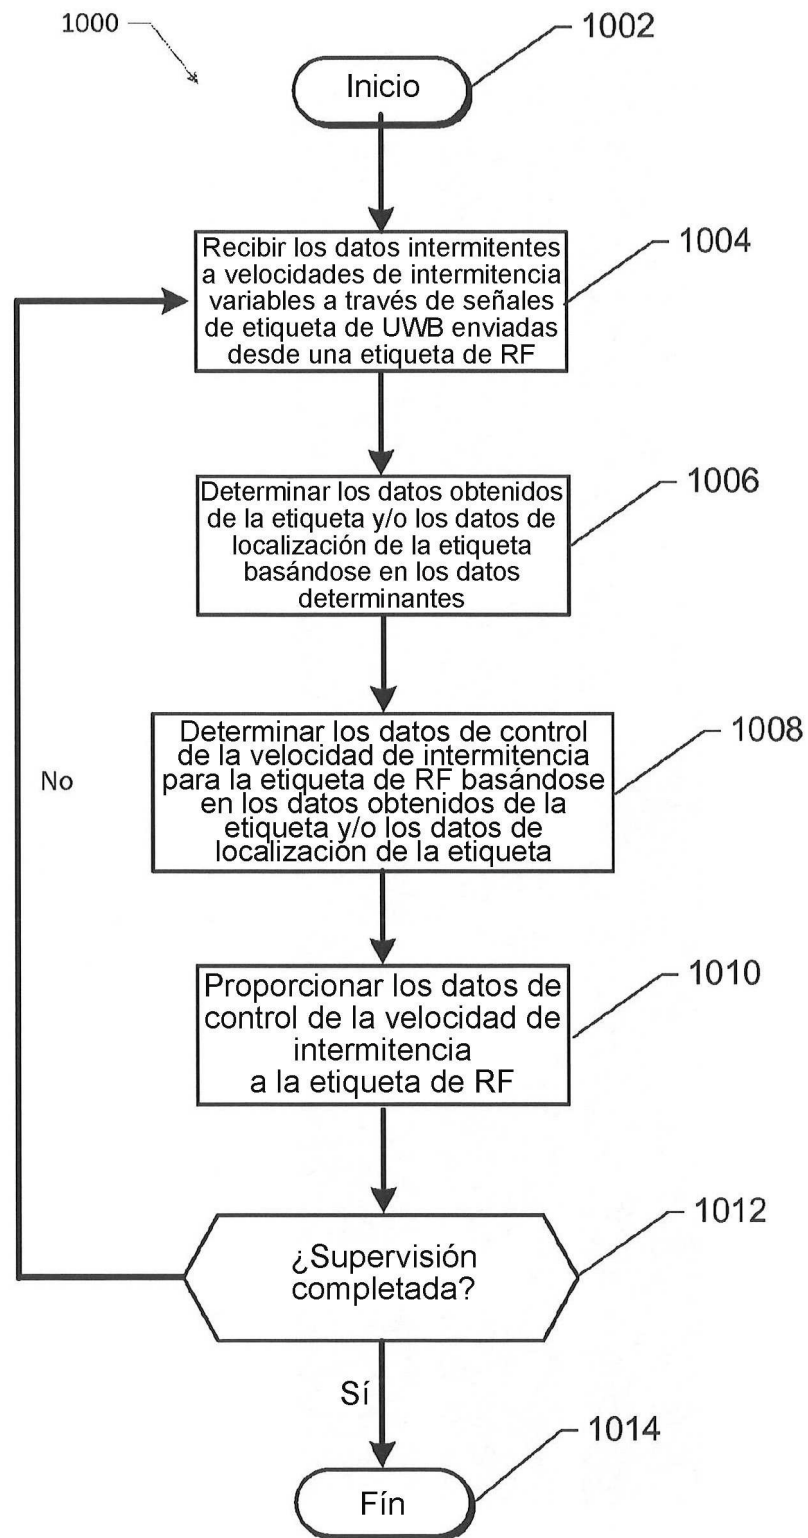 1000
1002
Inicio
Recibir los datos intermitentes
a velocidades de intermitencia
variables a través de señales
de etiqueta de UWB enviadas
desde una etiqueta de RF
1004
Determinar los datos obtenidos
de la etiqueta y/o los datos de
localización de la etiqueta
basándose en los datos
determinantes
1006
Determinar los datos de control
de la velocidad de intermitencia
para la etiqueta de RF basándose
en los datos obtenidos de la
etiqueta y/o los datos de
localización de la etiqueta
1008
No
Proporcionar los datos de
control de la velocidad de
intermitencia
a la etiqueta de RF
1010
¿Supervisión
completada?
1012
Sí
Fín
1014